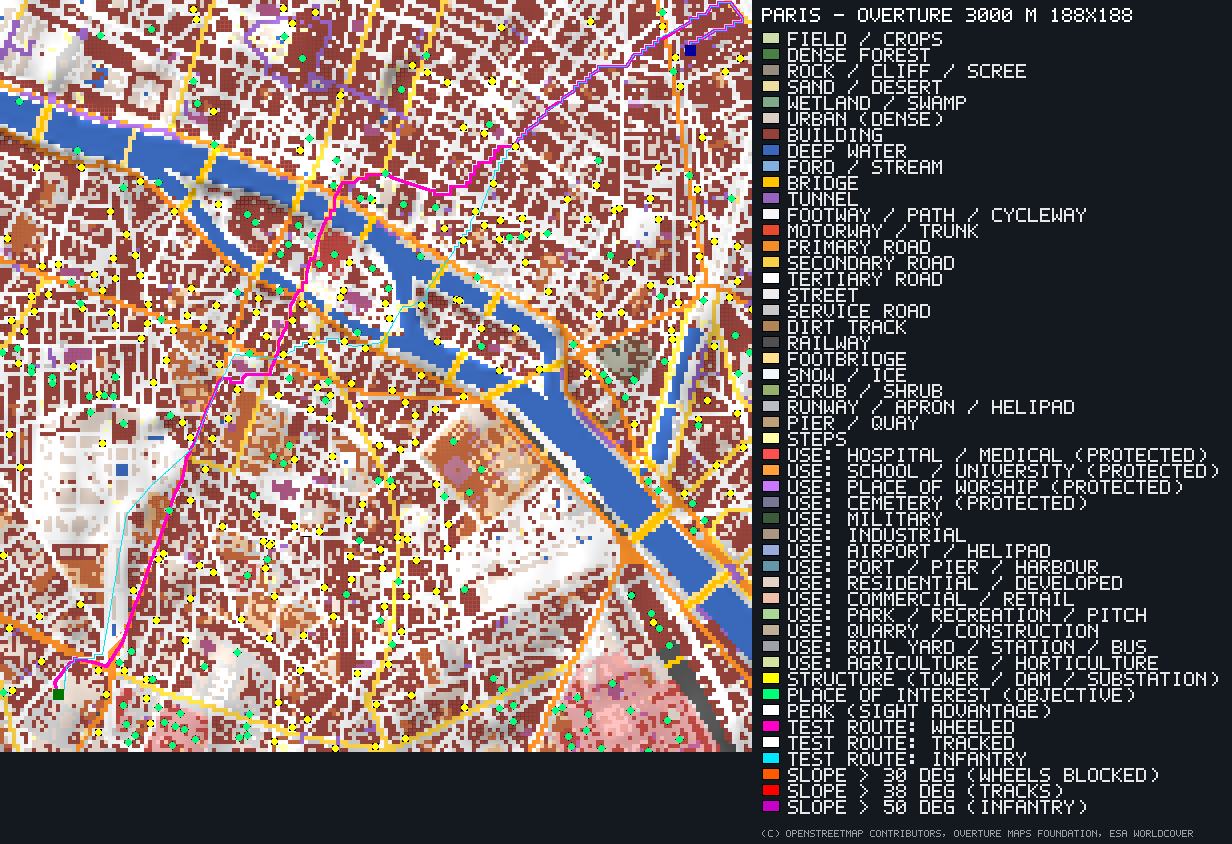 PARIS - OVERTURE 3000 M 188X188
FIELD / CROPS
DENSE FOREST
ROCK / CLIFF / SCREE
SAND / DESERT
WETLAND / SWAMP
URBAN (DENSE)
BUILDING
DEEP WATER
FORD / STREAM
BRIDGE
TUNNEL
FOOTWAY / PATH / CYCLEWAY
MOTORWAY / TRUNK
PRIMARY ROAD
SECONDARY ROAD
TERTIARY ROAD
STREET
SERVICE ROAD
DIRT TRACK
RAILWAY
FOOTBRIDGE
SNOW / ICE
SCRUB / SHRUB
RUNWAY / APRON / HELIPAD
PIER / QUAY
STEPS
USE: HOSPITAL / MEDICAL (PROTECTED)
USE: SCHOOL / UNIVERSITY (PROTECTED)
USE: PLACE OF WORSHIP (PROTECTED)
USE: CEMETERY (PROTECTED)
USE: MILITARY
USE: INDUSTRIAL
USE: AIRPORT / HELIPAD
USE: PORT / PIER / HARBOUR
USE: RESIDENTIAL / DEVELOPED
USE: COMMERCIAL / RETAIL
USE: PARK / RECREATION / PITCH
USE: QUARRY / CONSTRUCTION
USE: RAIL YARD / STATION / BUS
USE: AGRICULTURE / HORTICULTURE
STRUCTURE (TOWER / DAM / SUBSTATION)
PLACE OF INTEREST (OBJECTIVE)
PEAK (SIGHT ADVANTAGE)
TEST ROUTE: WHEELED
TEST ROUTE: TRACKED
TEST ROUTE: INFANTRY
SLOPE > 30 DEG (WHEELS BLOCKED)
SLOPE > 38 DEG (TRACKS)
SLOPE > 50 DEG (INFANTRY)
(C) OPENSTREETMAP CONTRIBUTORS, OVERTURE MAPS FOUNDATION, ESA WORLDCOVER